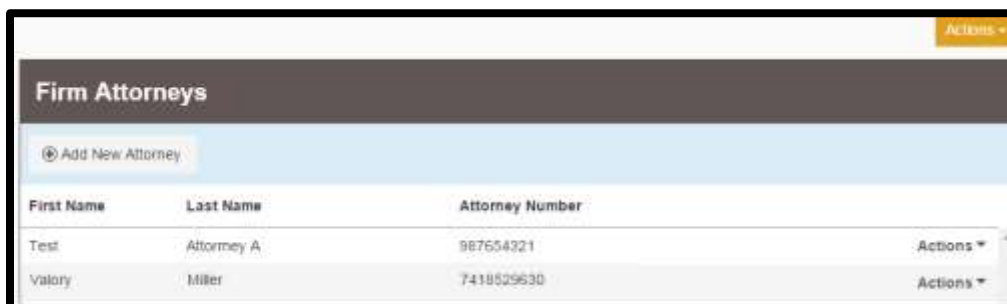 Actions
Firm Attorneys
Add New Attorney
First Name Last Name Attorney Number
Test Attorney A 987654321 Actions
Valory Miller 7418529630 Actions